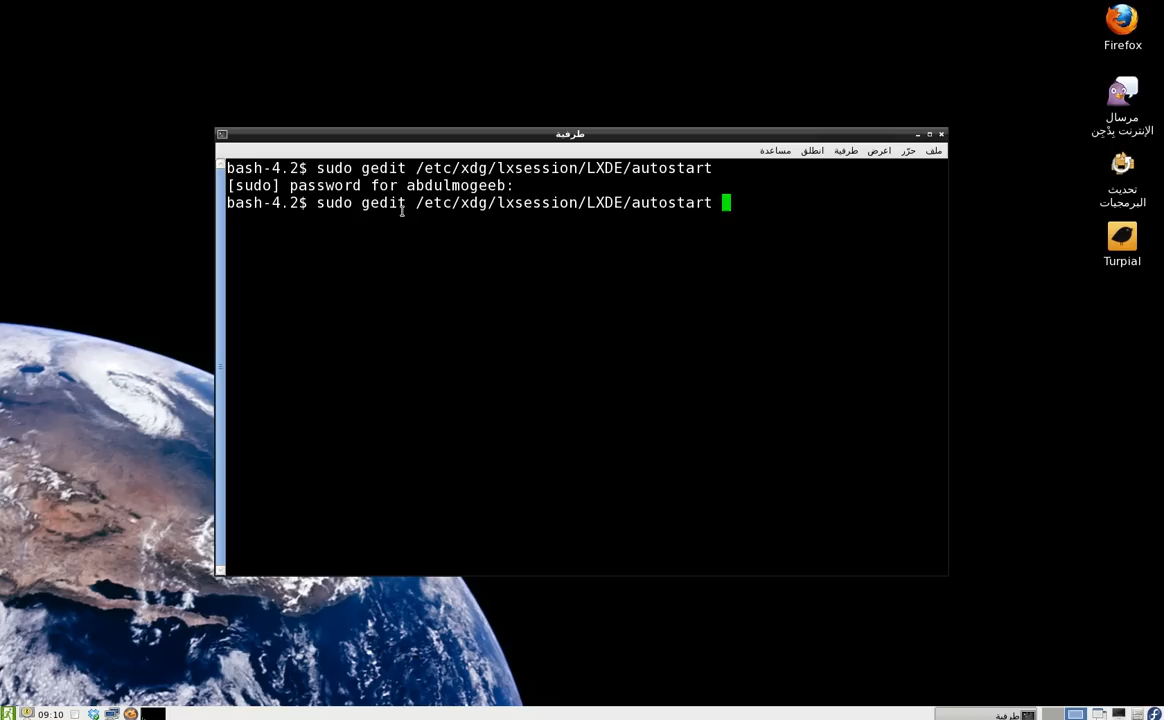 Firefox
مرسال
الإنترنت پِدْجِن
تحديث
البرمجيات
Turpial
طرفية
ملف حرّر اعرض طرفية انطلق مساعدة
bash-4.2$ sudo gedit /etc/xdg/lxsession/LXDE/autostart
[sudo] password for abdulmogeeb:
bash-4.2$ sudo gedit /etc/xdg/lxsession/LXDE/autostart
09:10
طرفية